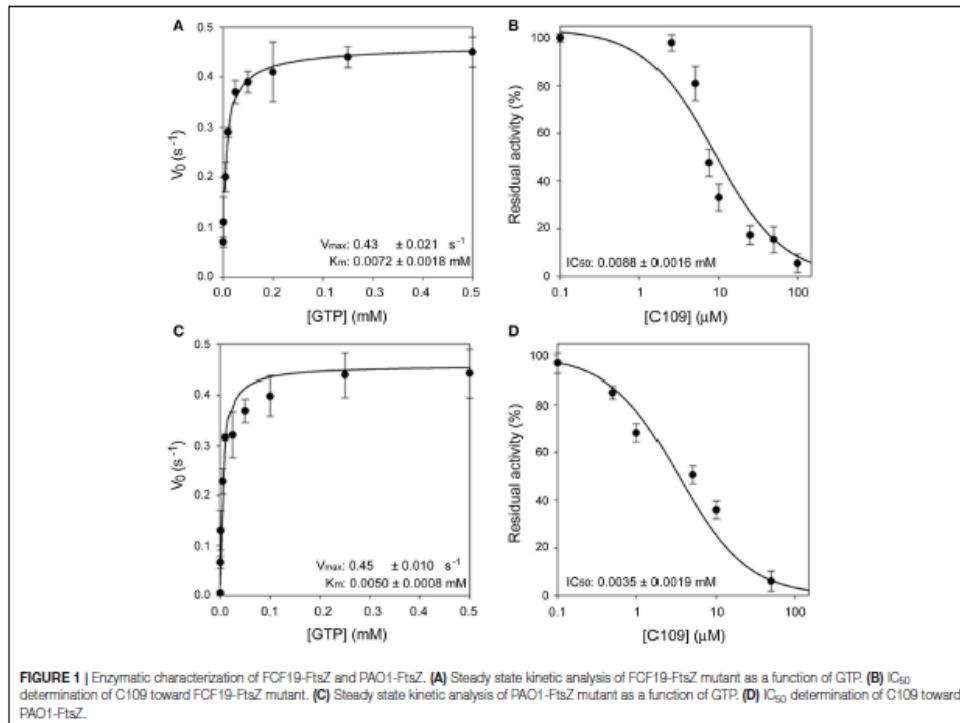 A
0.5
0.4
0.3
0.2
0.1
0.0
V₀ (s⁻¹)
Vmax: 0.43 ± 0.021 s⁻¹
Km: 0.0072 ± 0.0018 mM
0.0 0.2 0.2 0.3 0.4 0.5
[GTP] (mM)
B
100
80
60
40
20
0
Residual activity (%)
IC₅₀: 0.0088 ± 0.0016 mM
0.1 1 10 100
[C109] (μM)
C
0.5
0.4
0.3
0.2
0.1
0.0
V₀ (s⁻¹)
Vmax: 0.45 ± 0.010 s⁻¹
Km: 0.0050 ± 0.0008 mM
0.0 0.1 0.2 0.3 0.4 0.5
[GTP] (mM)
D
100
80
60
40
20
0
Residual activity (%)
IC₅₀: 0.0035 ± 0.0019 mM
0.1 1 10 100
[C109] (μM)
FIGURE 1 | Enzymatic characterization of FCF19-FtsZ and PAO1-FtsZ. (A) Steady state kinetic analysis of FCF19-FtsZ mutant as a function of GTP. (B) IC₅₀
determination of C109 toward FCF19-FtsZ mutant. (C) Steady state kinetic analysis of PAO1-FtsZ mutant as a function of GTP. (D) IC₅₀ determination of C109 toward
PAO1-FtsZ.